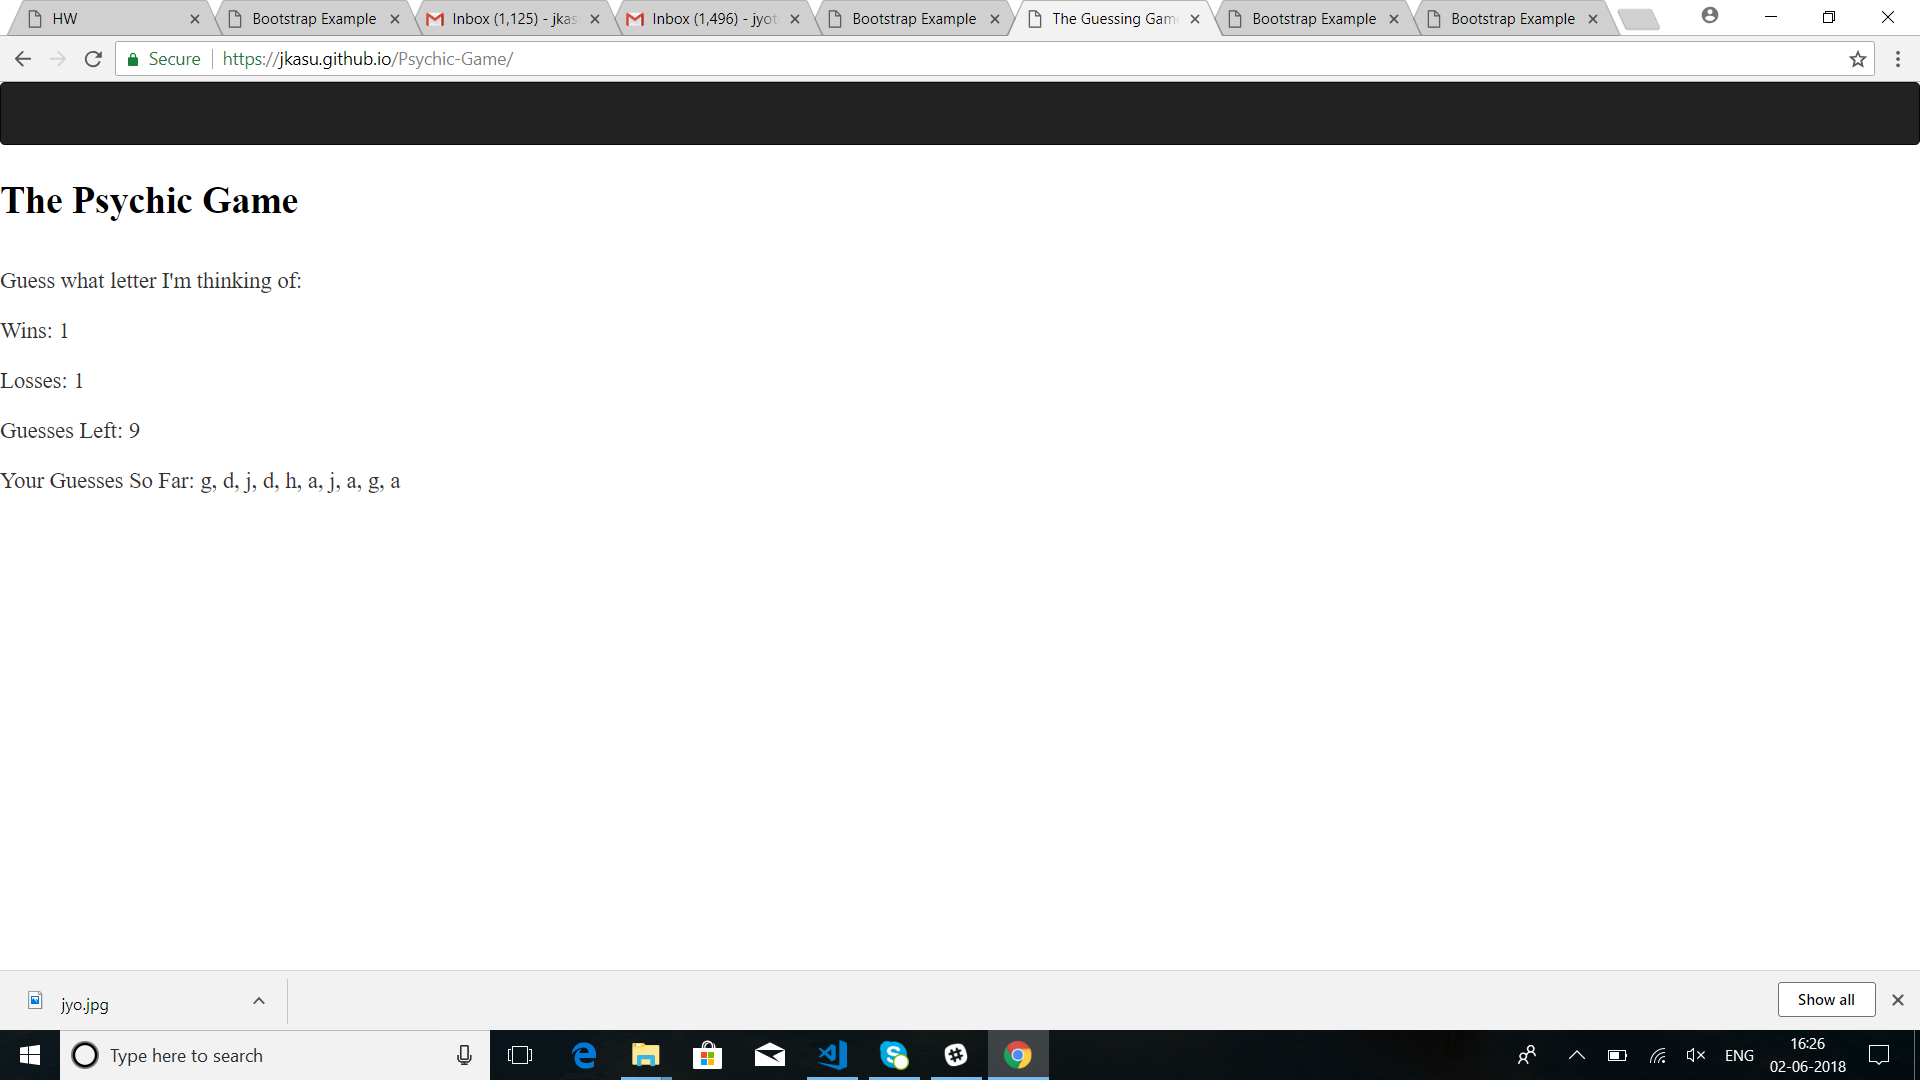 HW
Bootstrap Example
Inbox (1,125) - jkas
Inbox (1,496) - jyot
Bootstrap Example
The Guessing Gam
Bootstrap Example
Bootstrap Example
Secure
https://jkasu.github.io/Psychic-Game/
The Psychic Game
Guess what letter I'm thinking of:
Wins: 1
Losses: 1
Guesses Left: 9
Your Guesses So Far: g, d, j, d, h, a, j, a, g, a
jyo.jpg
Show all
Type here to search
ENG
16:26
02-06-2018